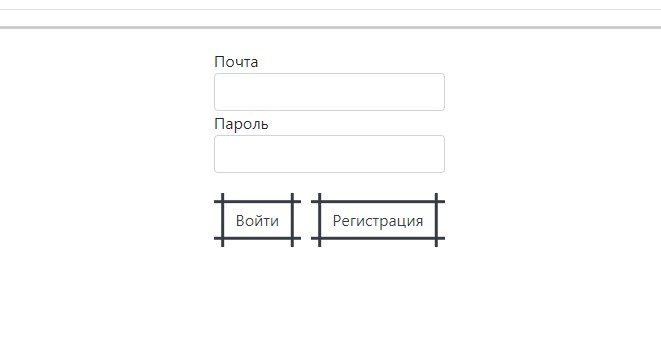 Почта
Пароль
Войти Регистрация